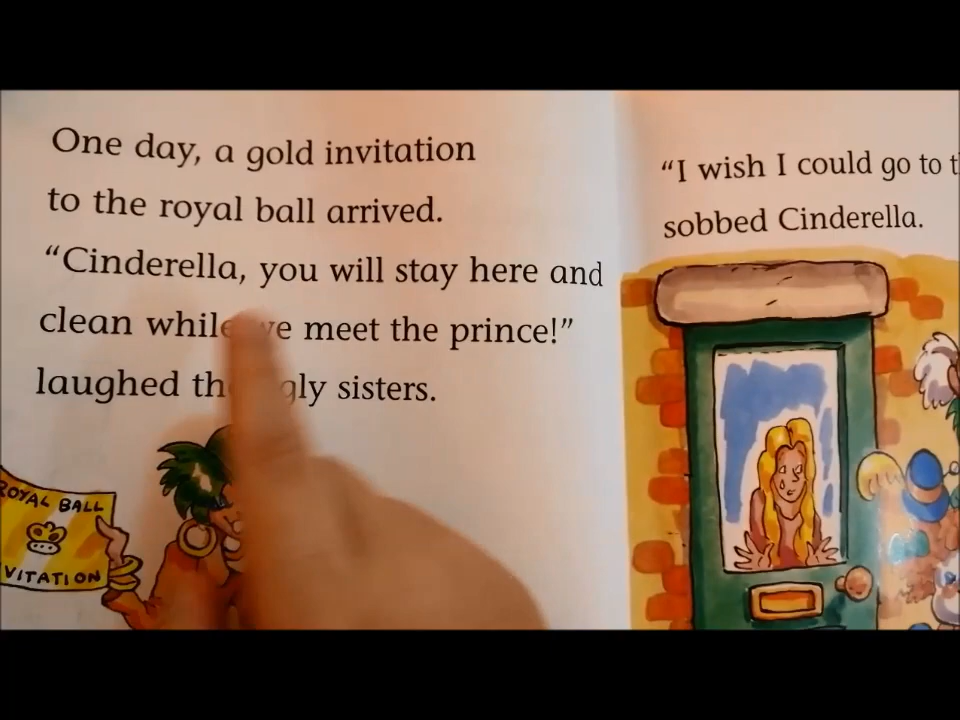 One day, a gold invitation
to the royal ball arrived.
“Cinderella, you will stay here and
clean while we meet the prince!”
laughed the ugly sisters.
“I wish I could go to
sobbed Cinderella.
ROYAL BALL